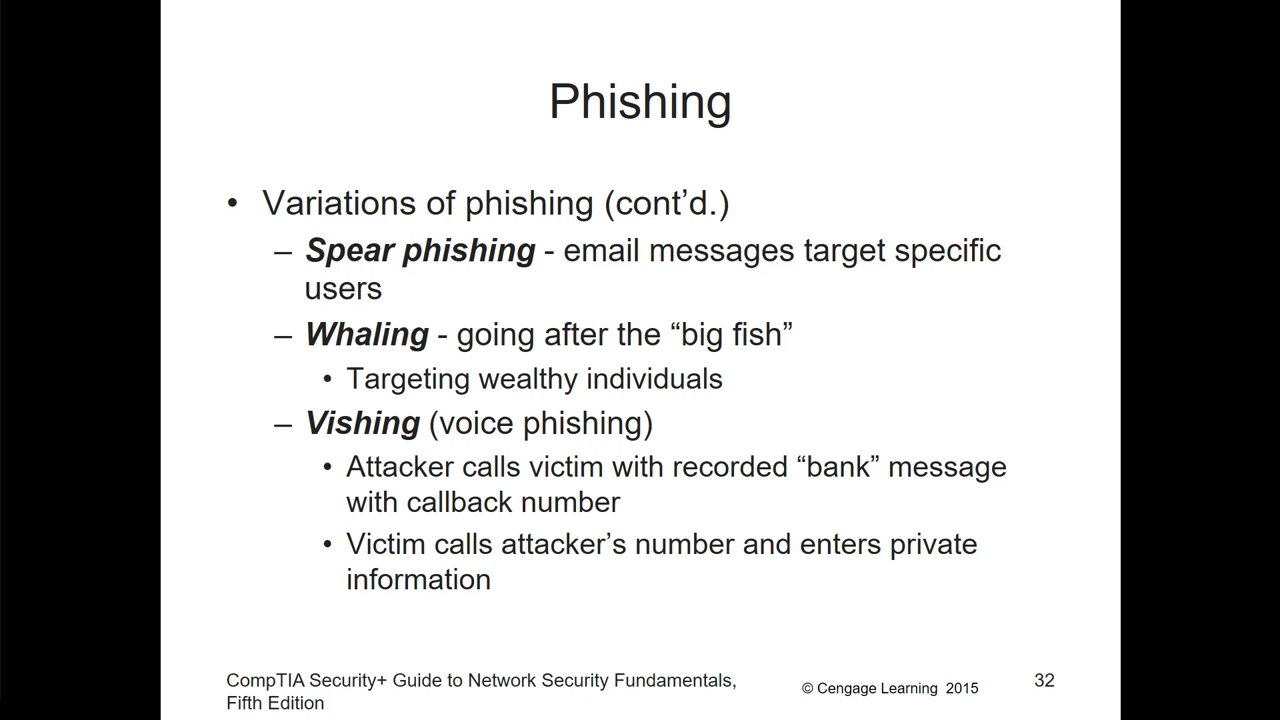 Phishing
• Variations of phishing (cont’d.)
– Spear phishing - email messages target specific
users
– Whaling - going after the “big fish”
• Targeting wealthy individuals
– Vishing (voice phishing)
• Attacker calls victim with recorded “bank” message
with callback number
• Victim calls attacker’s number and enters private
information
CompTIA Security+ Guide to Network Security Fundamentals,
Fifth Edition
© Cengage Learning 2015
32